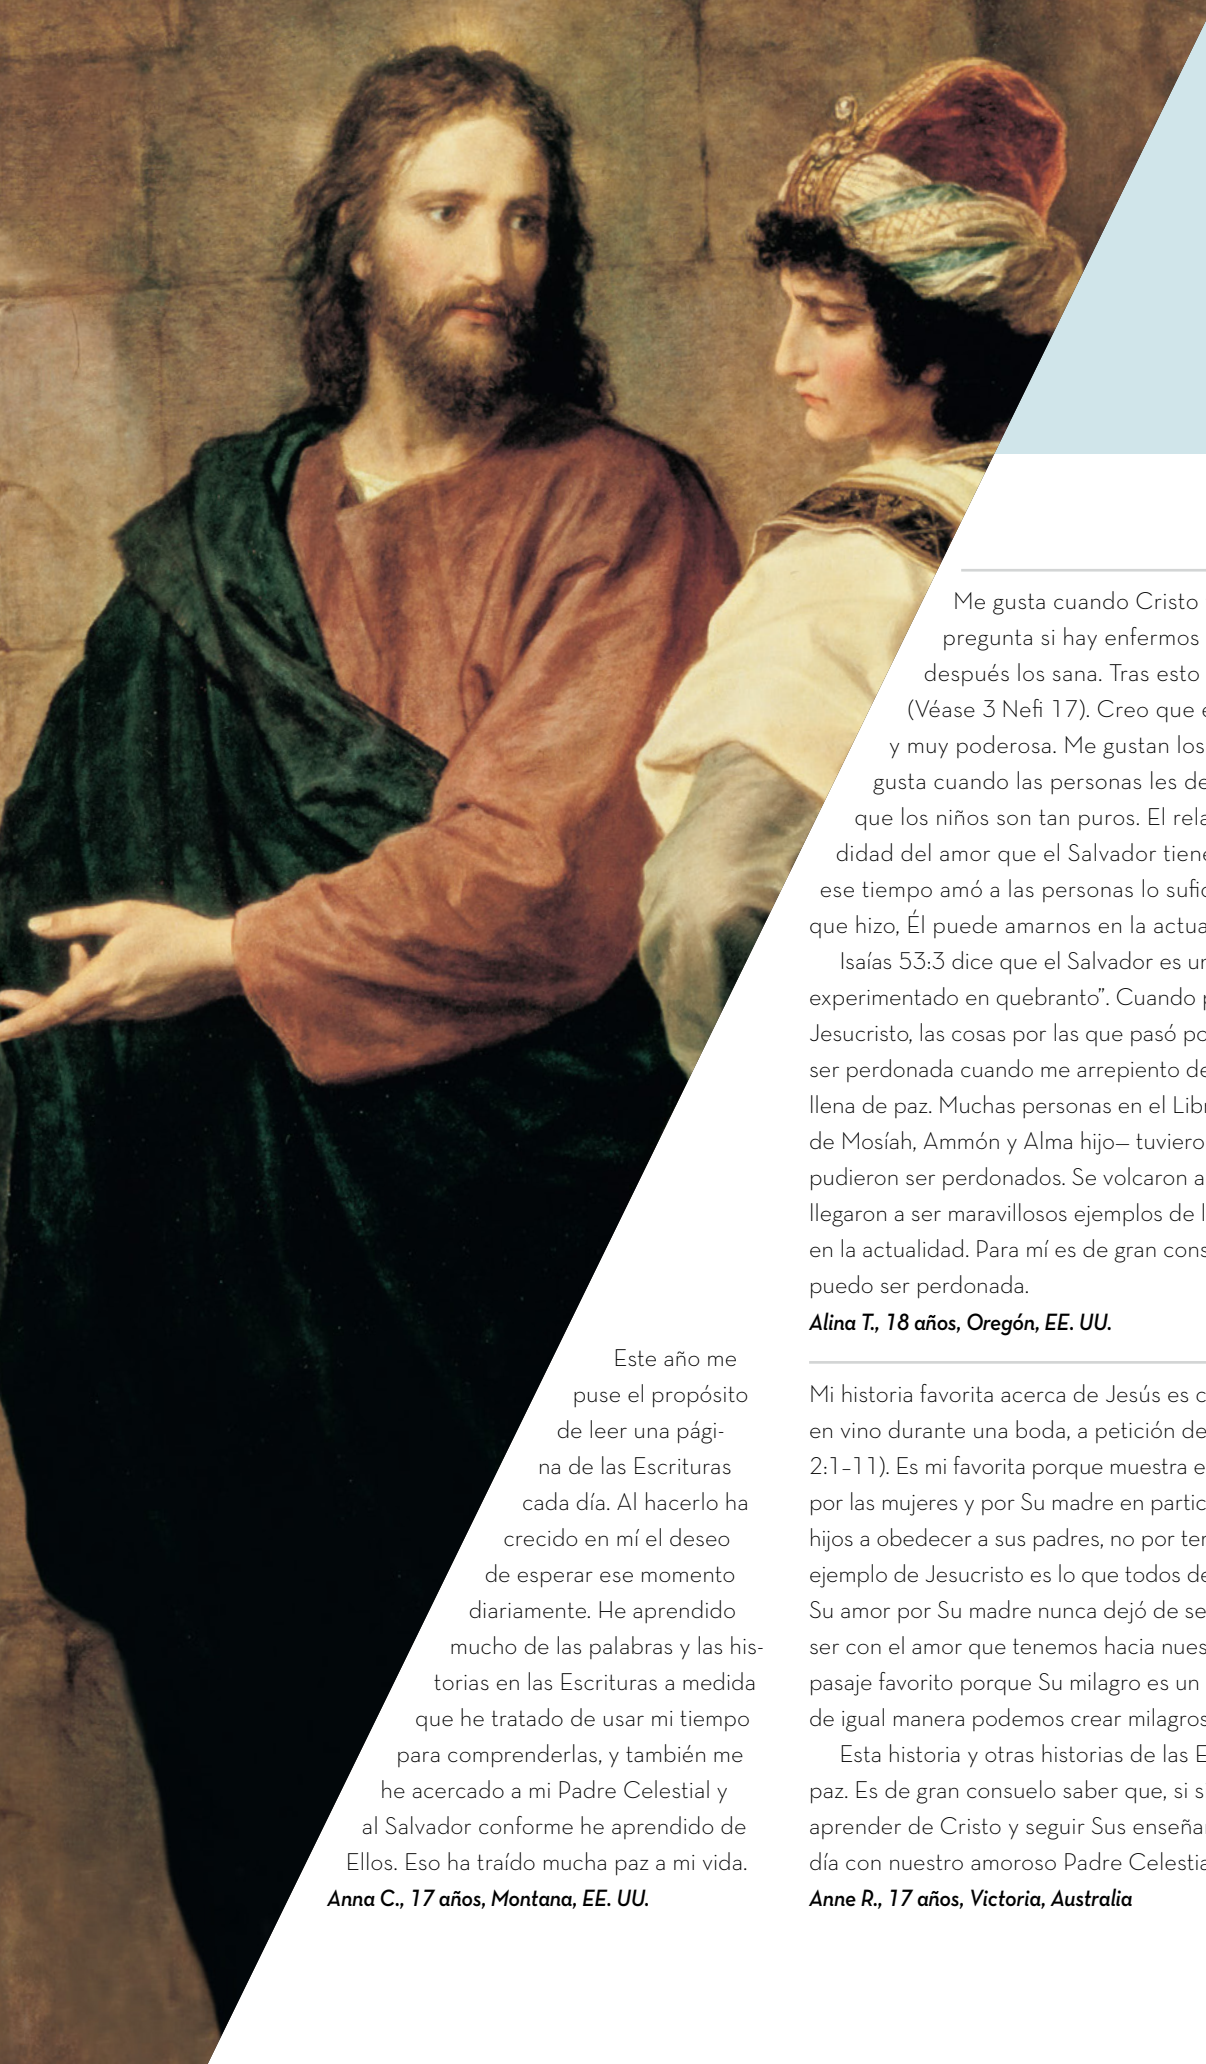 Este año me
puse el propósito
de leer una pági-
na de las Escrituras
cada día. Al hacerlo ha
crecido en mí el deseo
de esperar ese momento
diariamente. He aprendido
mucho de las palabras y las his-
torias en las Escrituras a medida
que he tratado de usar mi tiempo
para comprenderlas, y también me
he acercado a mi Padre Celestial y
al Salvador conforme he aprendido de
Ellos. Eso ha traído mucha paz a mi vida.
Anna C., 17 años, Montana, EE. UU.
Me gusta cuando Cristo
pregunta si hay enfermos
después los sana. Tras esto
(Véase 3 Nefi 17). Creo que
y muy poderosa. Me gustan los
gusta cuando las personas les
que los niños son tan puros. El
didad del amor que el Salvador
ese tiempo amó a las personas lo
que hizo, Él puede amarnos en la
Isaías 53:3 dice que el Salvador es
experimentado en quebranto”. Cuando
Jesucristo, las cosas por las que pasó
ser perdonada cuando me arrepiento
llena de paz. Muchas personas en el
de Mosíah, Ammón y Alma hijo— 
pudieron ser perdonados. Se volcaron
llegaron a ser maravillosos ejemplos de
en la actualidad. Para mí es de gran
puedo ser perdonada.
Alina T., 18 años, Oregón, EE. UU.
Mi historia favorita acerca de Jesús es
en vino durante una boda, a petición
2:1–11). Es mi favorita porque muestra
por las mujeres y por Su madre en
hijos a obedecer a sus padres, no por
ejemplo de Jesucristo es lo que todos
Su amor por Su madre nunca dejó de
ser con el amor que tenemos hacia
pasaje favorito porque Su milagro es un
de igual manera podemos crear milagros
Esta historia y otras historias de las
paz. Es de gran consuelo saber que, si
aprender de Cristo y seguir Sus
día con nuestro amoroso Padre
Anne R., 17 años, Victoria, Australia